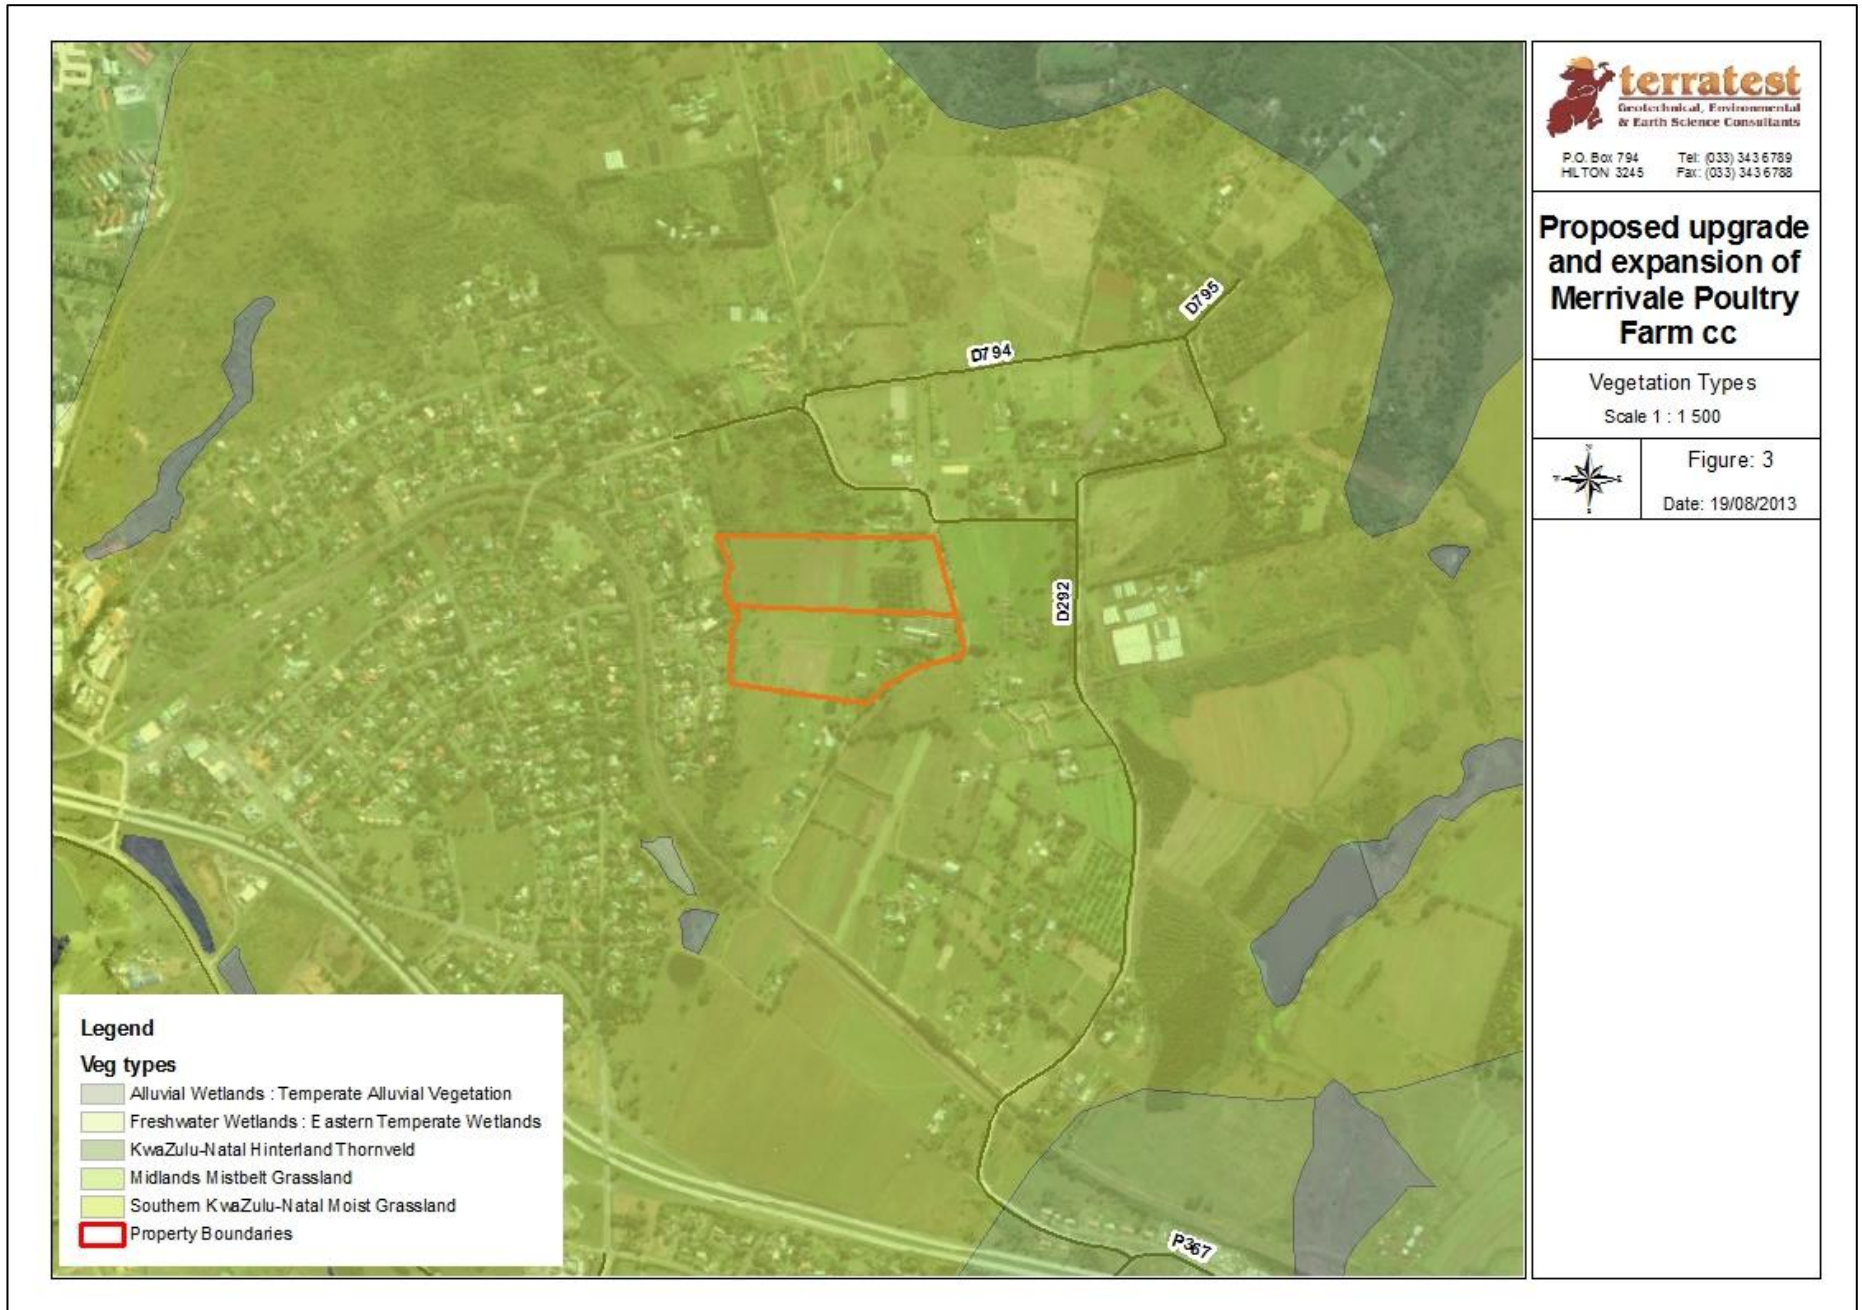 terratest
Geotechnical, Environmental
& Earth Science Consultants
P.O. Box 794
HILTON 3245
Tel: (033) 343 6789
Fax: (033) 343 6788
Proposed upgrade
and expansion of
Merrivale Poultry
Farm cc
Vegetation Types
Scale 1 : 1 500
Figure: 3
Date: 19/08/2013
D795
D794
D292
P367
Legend
Veg types
Alluvial Wetlands : Temperate Alluvial Vegetation
Freshwater Wetlands : Eastern Temperate Wetlands
KwaZulu-Natal Hinterland Thornveld
Midlands Mistbelt Grassland
Southern KwaZulu-Natal Moist Grassland
Property Boundaries